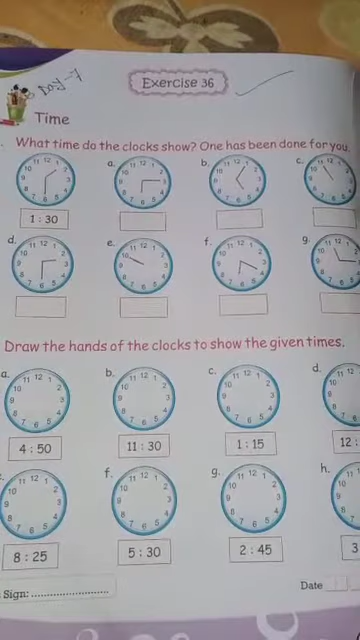 Day-7
Exercise 36
Time
What time do the clocks show? One has been done for you.
a. b. c.
1 : 30
d. e. f. g.
Draw the hands of the clocks to show the given times.
a. b. c. d.
4 : 50 11 : 30 1 : 15 12 :
f. g. h.
8 : 25 5 : 30 2 : 45 3
Sign:
Date